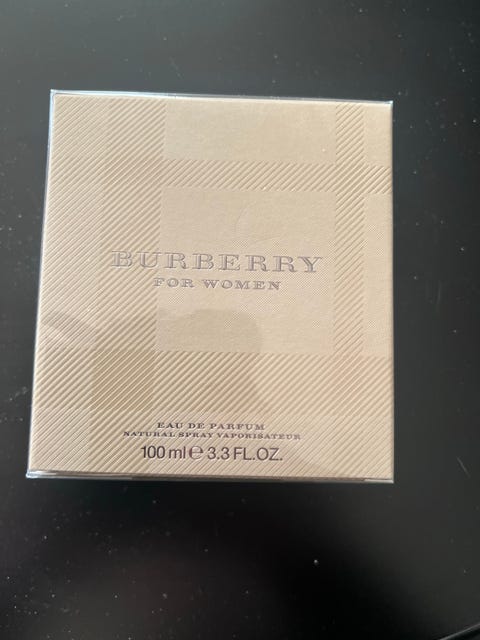 BURBERRY
FOR WOMEN
EAU DE PARFUM
NATURAL SPRAY VAPORISATEUR
100 ml ℮ 3.3 FL.OZ.